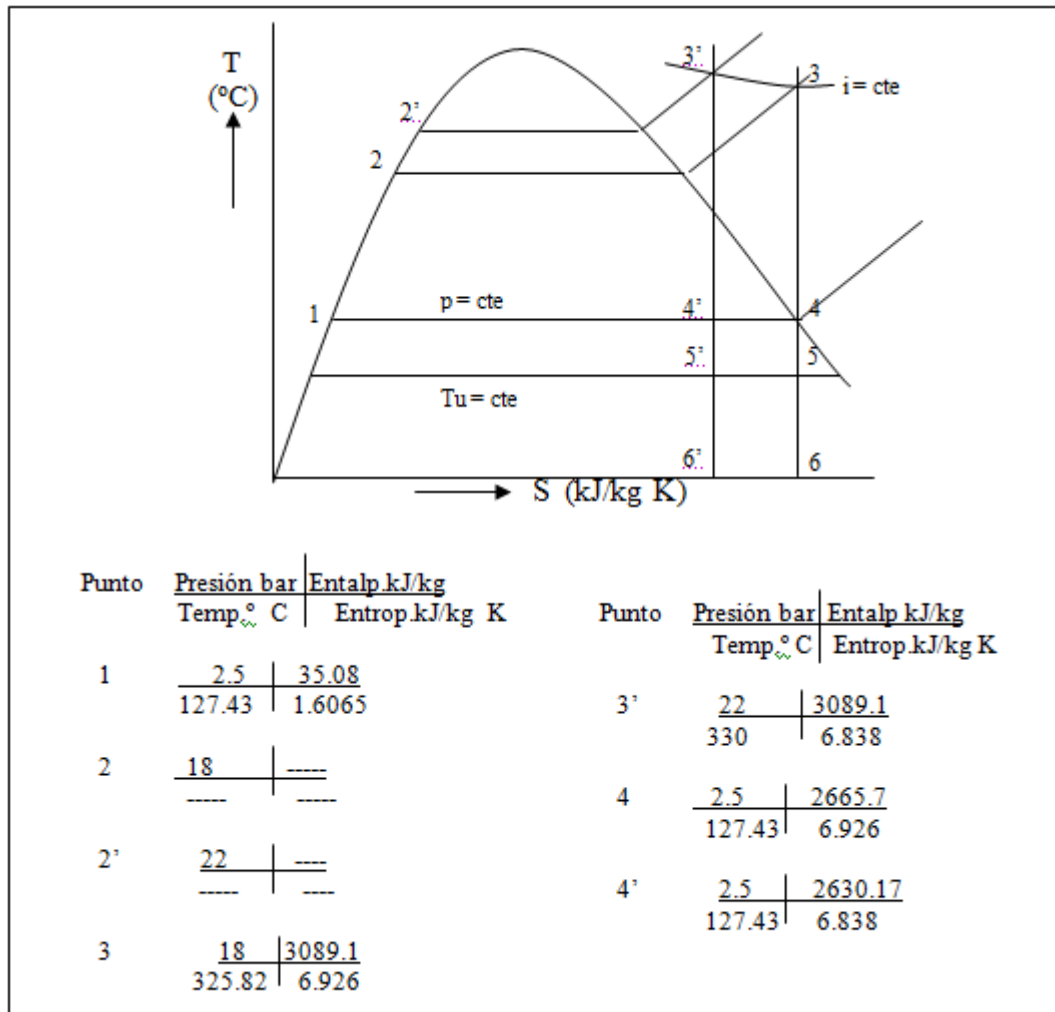 T
(ºC)
3’
3
i = cte
2’
2
1
p = cte
4’
4
5’
5
Tu = cte
6’
6
S (kJ/kg K)
Punto Presión bar Entalp.kJ/kg
Temp.º C Entrop.kJ/kg K
1 2.5 35.08
127.43 1.6065
2 18 -----
----- -----
2’ 22 ----
----- ----
3 18 3089.1
325.82 6.926
Punto Presión bar Entalp kJ/kg
Temp.º C Entrop.kJ/kg K
3’ 22 3089.1
330 6.838
4 2.5 2665.7
127.43 6.926
4’ 2.5 2630.17
127.43 6.838